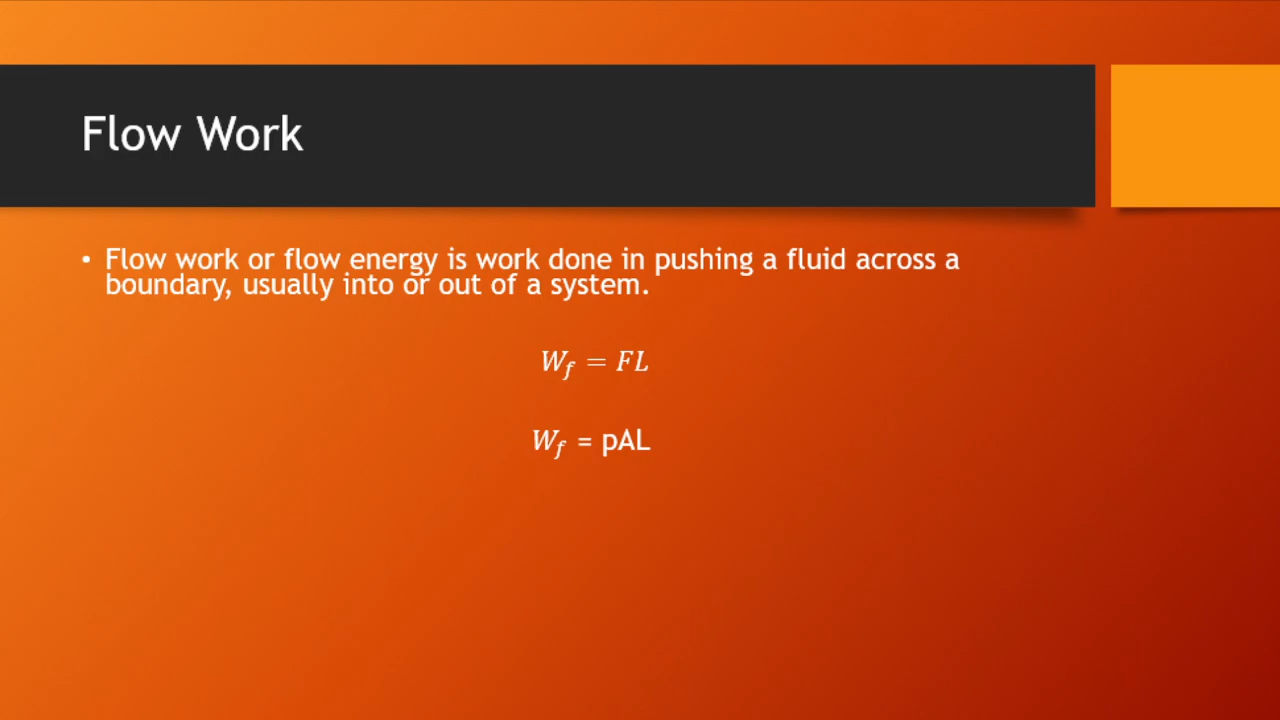 Flow Work
• Flow work or flow energy is work done in pushing a fluid across a
boundary, usually into or out of a system.
$W_f = FL$
$W_f$ = pAL